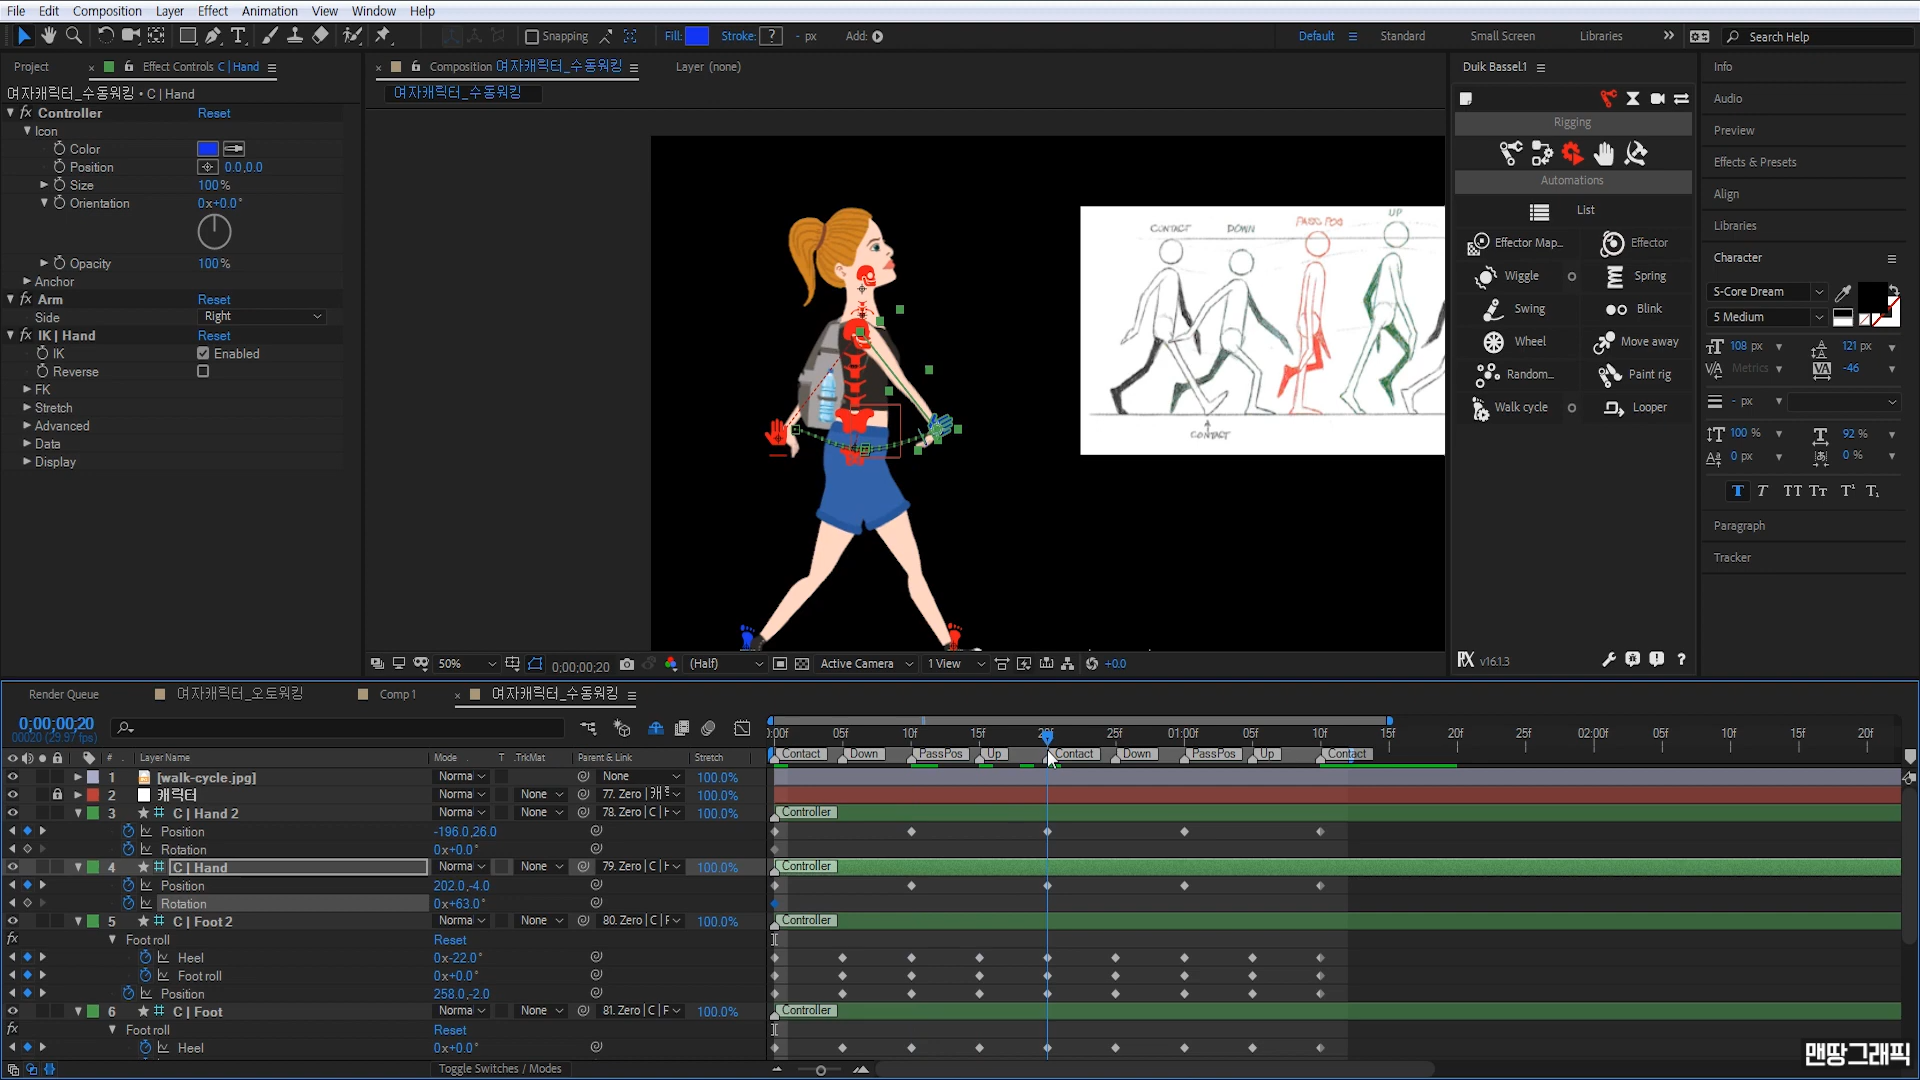 File Edit Composition Layer Effect Animation View Window Help
Snapping Fill: Stroke: ? - px Add: Default Standard Small Screen Libraries Search Help
Project Effect Controls C | Hand
여자캐릭터_수동워킹 • C | Hand
fx Controller Reset
Icon
Color
Position 0.0,0.0
Size 100%
Orientation 0x+0.0°
Opacity 100%
Anchor
fx Arm Reset
Side Right
fx IK | Hand Reset
IK Enabled
Reverse
FK
Stretch
Advanced
Data
Display
Composition 여자캐릭터_수동워킹 Layer (none)
여자캐릭터_수동워킹
CONTACT DOWN PASS POS UP
CONTACT
50% 0;00;00;20 (Half) Active Camera 1 View +0.0
Duik Bassel.1
Rigging
Automations
List
Effector Map... Effector
Wiggle Spring
Swing Blink
Wheel Move away
Random... Paint rig
Walk cycle Looper
v16.1.3 ?
Info
Audio
Preview
Effects & Presets
Align
Libraries
Character
S-Core Dream
5 Medium
108 px 121 px
Metrics -46
- px
100 % 92 %
0 px 0 %
T T TT Tт T¹ T₁
Paragraph
Tracker
Render Queue 여자캐릭터_오토워킹 Comp 1 여자캐릭터_수동워킹
0;00;00;20
00020 (29.97 fps)
:00f 05f 10f 15f 20f 25f 01:00f 05f 10f 15f 20f 25f 02:00f 05f 10f 15f 20f
Contact Down PassPos Up Contact Down PassPos Up Contact
# Layer Name Mode T .TrkMat Parent & Link Stretch
1 [walk-cycle.jpg] Norma None 100.0%
2 캐릭터 Norma None 77. Zero | 캐 100.0%
3 C | Hand 2 Norma None 78. Zero | C | H 100.0% Controller
Position -196.0,26.0
Rotation 0x+0.0°
4 C | Hand Norma None 79. Zero | C | H 100.0% Controller
Position 202.0,-4.0
Rotation 0x+63.0°
5 C | Foot 2 Norma None 80. Zero | C | F 100.0% Controller
fx Foot roll Reset
Heel 0x-22.0°
Foot roll 0x+0.0°
Position 258.0,-2.0
6 C | Foot Norma None 81. Zero | C | F 100.0% Controller
fx Foot roll Reset
Heel 0x+0.0°
Toggle Switches / Modes
맨땅그래픽